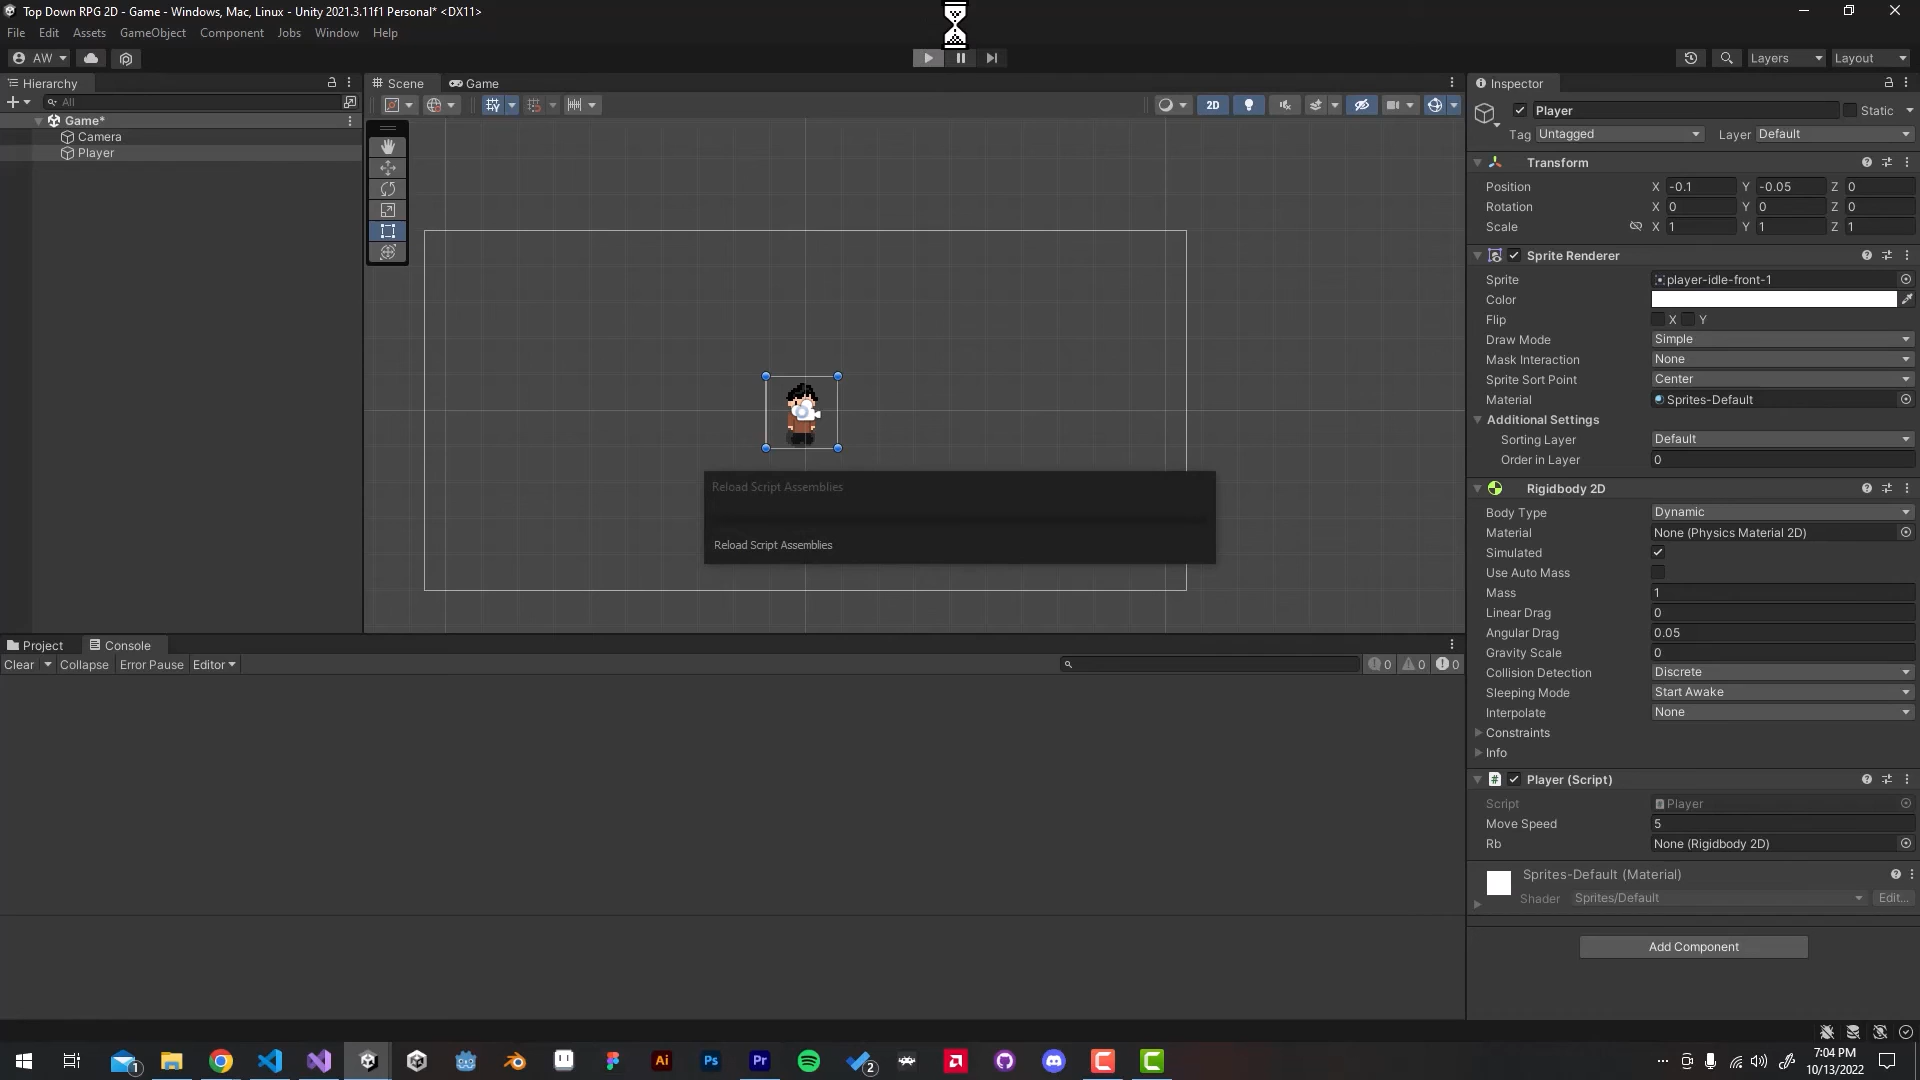 Top Down RPG 2D - Game - Windows, Mac, Linux - Unity 2021.3.11f1 Personal* <DX11>
File Edit Assets GameObject Component Jobs Window Help
AW
Layers Layout
Hierarchy
All
Game*
Camera
Player
Scene Game
2D
Reload Script Assemblies
Reload Script Assemblies
Project Console
Clear Collapse Error Pause Editor
0 0 0
Inspector
Player Static
Tag Untagged Layer Default
Transform
Position X -0.1 Y -0.05 Z 0
Rotation X 0 Y 0 Z 0
Scale X 1 Y 1 Z 1
Sprite Renderer
Sprite player-idle-front-1
Color
Flip X Y
Draw Mode Simple
Mask Interaction None
Sprite Sort Point Center
Material Sprites-Default
Additional Settings
Sorting Layer Default
Order in Layer 0
Rigidbody 2D
Body Type Dynamic
Material None (Physics Material 2D)
Simulated
Use Auto Mass
Mass 1
Linear Drag 0
Angular Drag 0.05
Gravity Scale 0
Collision Detection Discrete
Sleeping Mode Start Awake
Interpolate None
Constraints
Info
# Player (Script)
Script Player
Move Speed 5
Rb None (Rigidbody 2D)
Sprites-Default (Material)
Shader Sprites/Default Edit...
Add Component
1
Ai Ps Pr 2
7:04 PM
10/13/2022